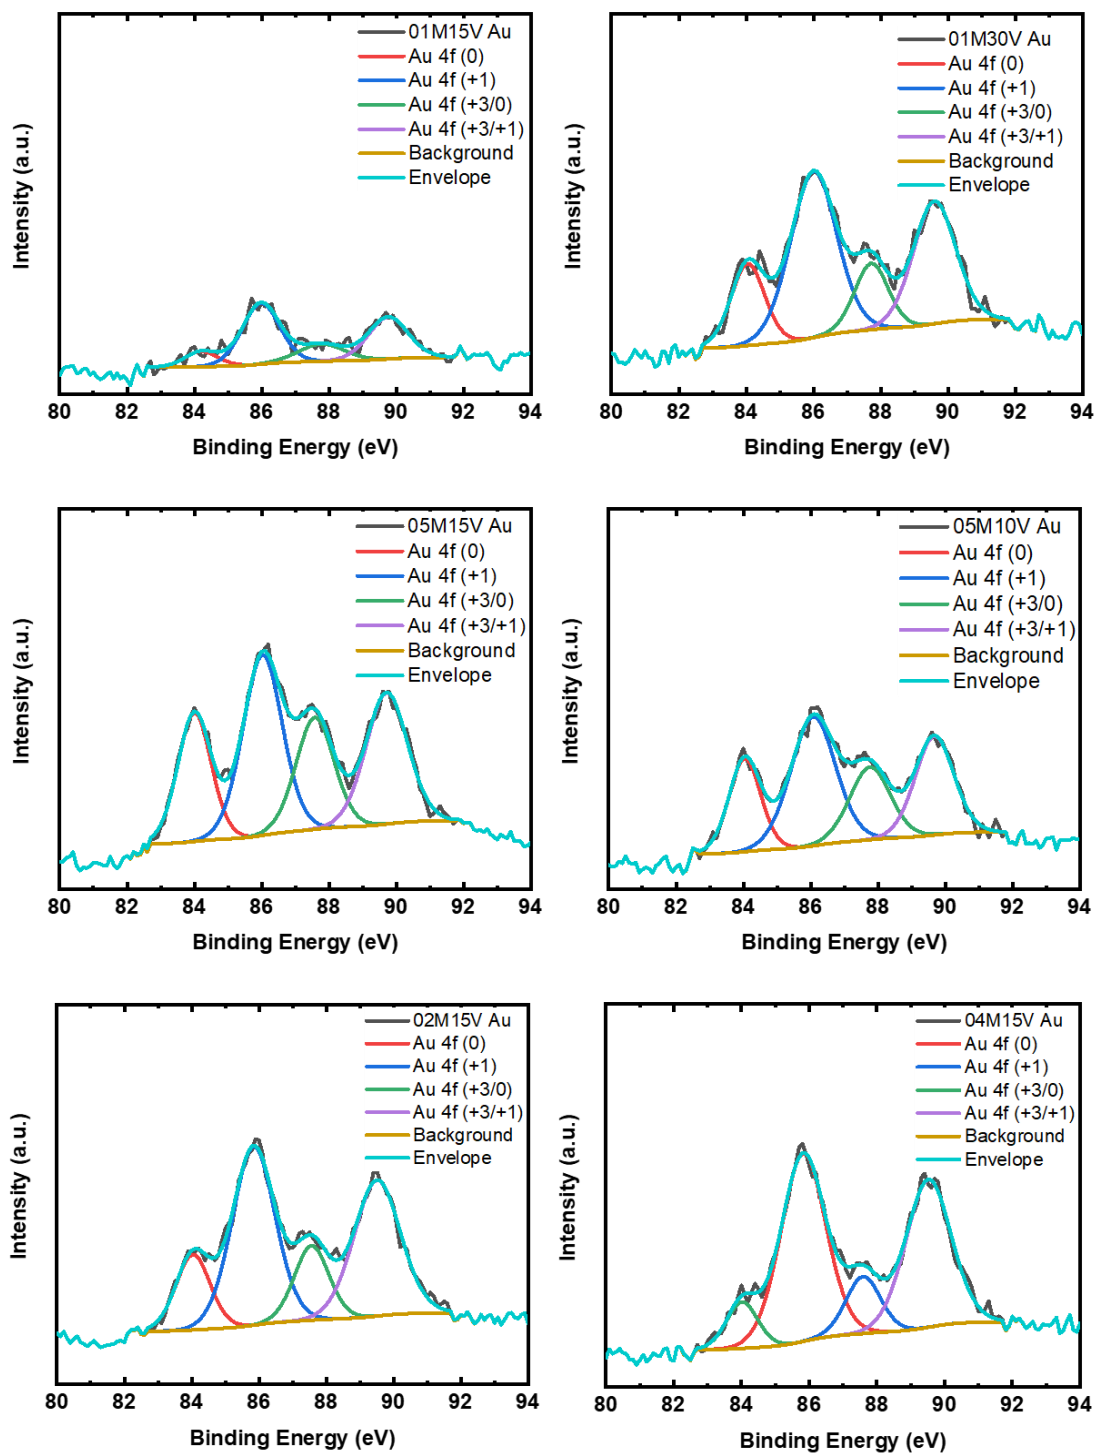 01M15V Au
Au 4f (0)
Au 4f (+1)
Au 4f (+3/0)
Au 4f (+3/+1)
Background
Envelope
Intensity (a.u.)
80 82 84 86 88 90 92 94
Binding Energy (eV)
01M30V Au
Au 4f (0)
Au 4f (+1)
Au 4f (+3/0)
Au 4f (+3/+1)
Background
Envelope
Intensity (a.u.)
80 82 84 86 88 90 92 94
Binding Energy (eV)
05M15V Au
Au 4f (0)
Au 4f (+1)
Au 4f (+3/0)
Au 4f (+3/+1)
Background
Envelope
Intensity (a.u.)
80 82 84 86 88 90 92 94
Binding Energy (eV)
05M10V Au
Au 4f (0)
Au 4f (+1)
Au 4f (+3/0)
Au 4f (+3/+1)
Background
Envelope
Intensity (a.u.)
80 82 84 86 88 90 92 94
Binding Energy (eV)
02M15V Au
Au 4f (0)
Au 4f (+1)
Au 4f (+3/0)
Au 4f (+3/+1)
Background
Envelope
Intensity (a.u.)
80 82 84 86 88 90 92 94
Binding Energy (eV)
04M15V Au
Au 4f (0)
Au 4f (+1)
Au 4f (+3/0)
Au 4f (+3/+1)
Background
Envelope
Intensity (a.u.)
80 82 84 86 88 90 92 94
Binding Energy (eV)